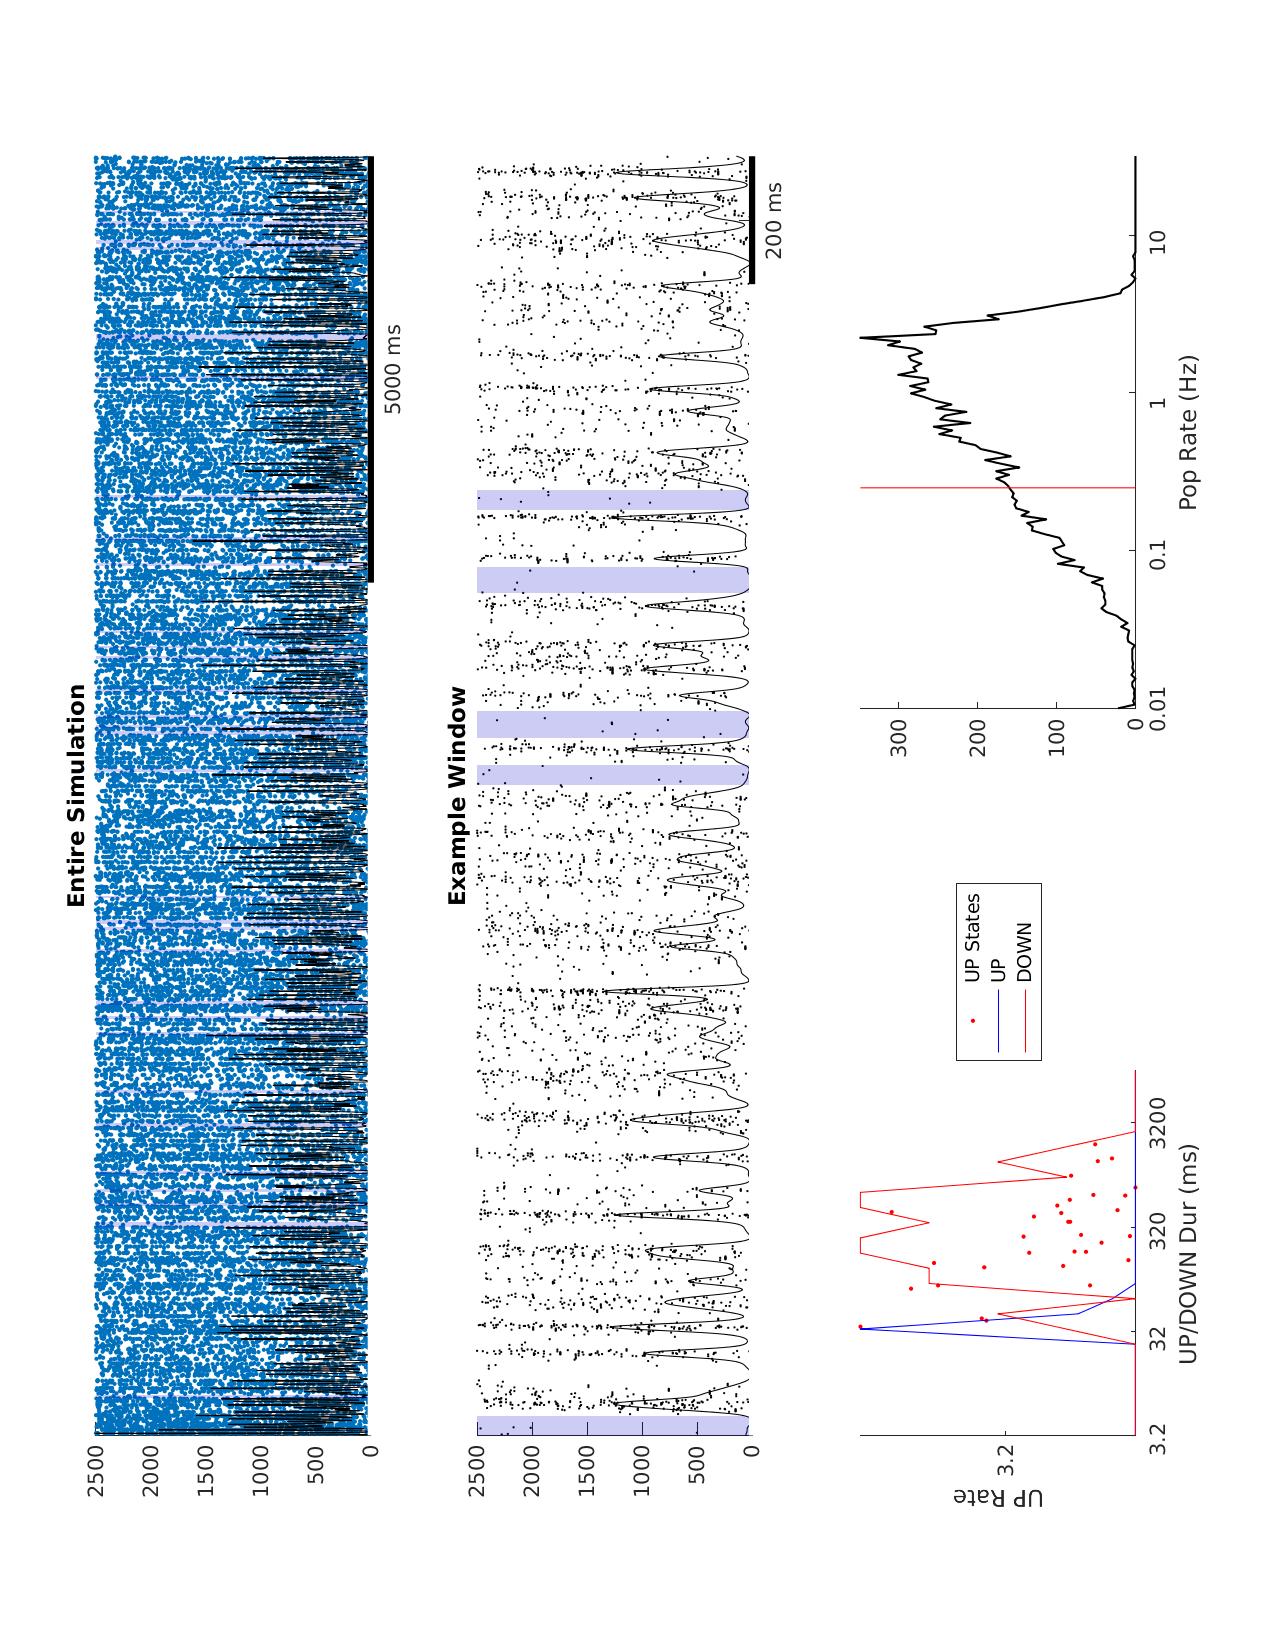 Entire Simulation
2500
2000
1500
1000
500
0
5000 ms
Example Window
2500
2000
1500
1000
500
0
200 ms
UP Rate
3.2
3.2 32 320 3200
UP/DOWN Dur (ms)
UP States
UP
DOWN
300
200
100
0
0.01 0.1 1 10
Pop Rate (Hz)